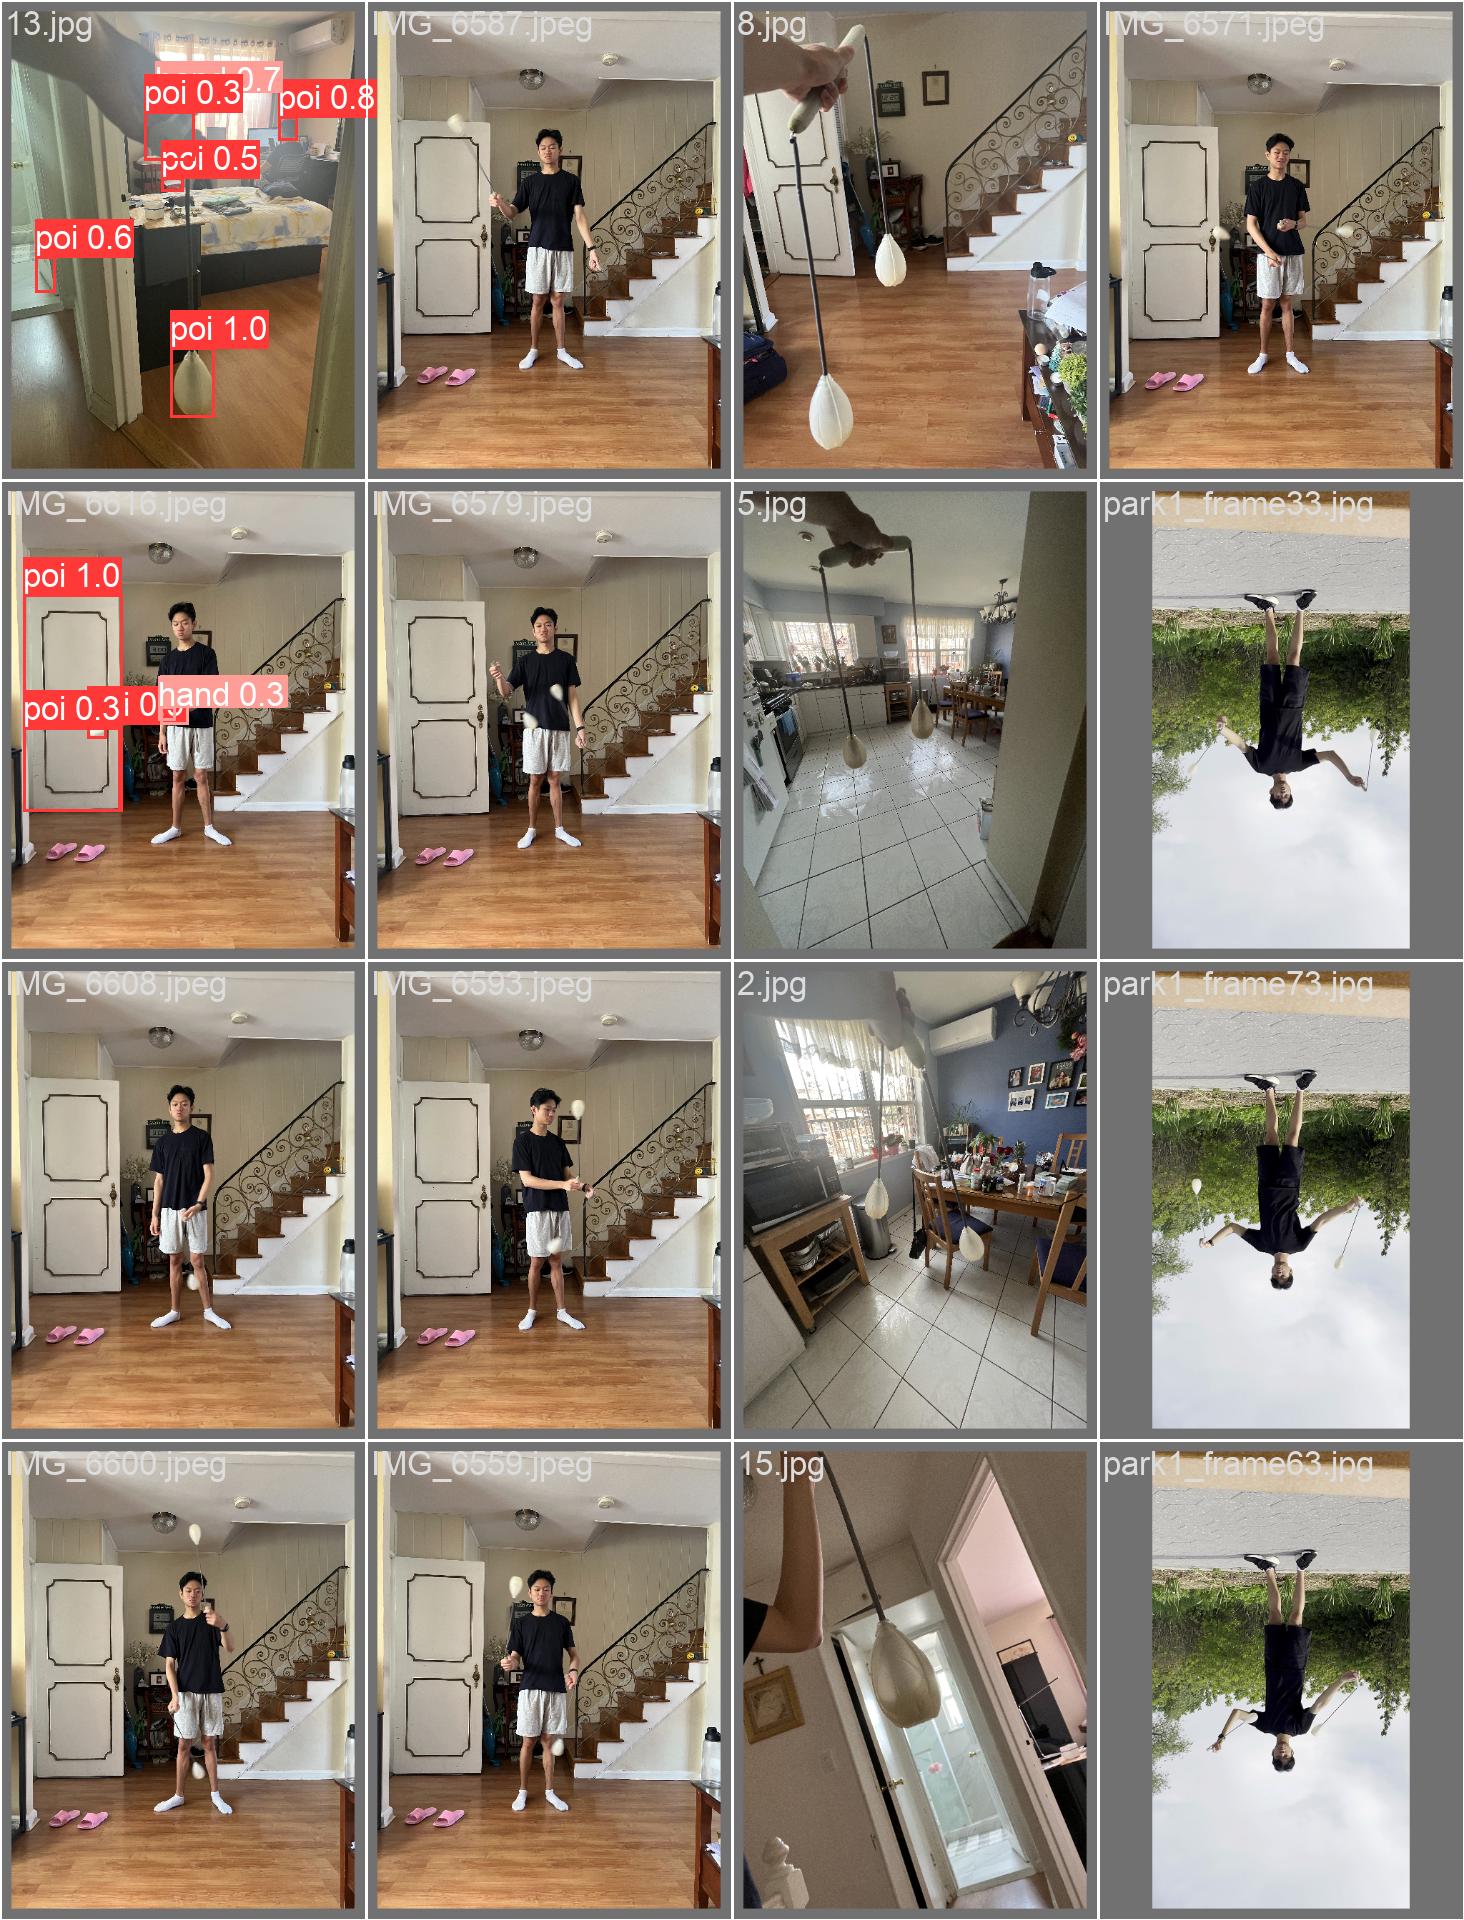 13.jpg
hand 0.7
poi 0.3
poi 0.8
poi 0.5
poi 0.6
poi 1.0
IMG_6587.jpeg
8.jpg
IMG_6571.jpeg
IMG_6616.jpeg
poi 1.0
poi 0.3
hand 0.3
IMG_6579.jpeg
5.jpg
park1_frame33.jpg
IMG_6608.jpeg
IMG_6593.jpeg
2.jpg
park1_frame73.jpg
IMG_6600.jpeg
IMG_6559.jpeg
15.jpg
park1_frame63.jpg